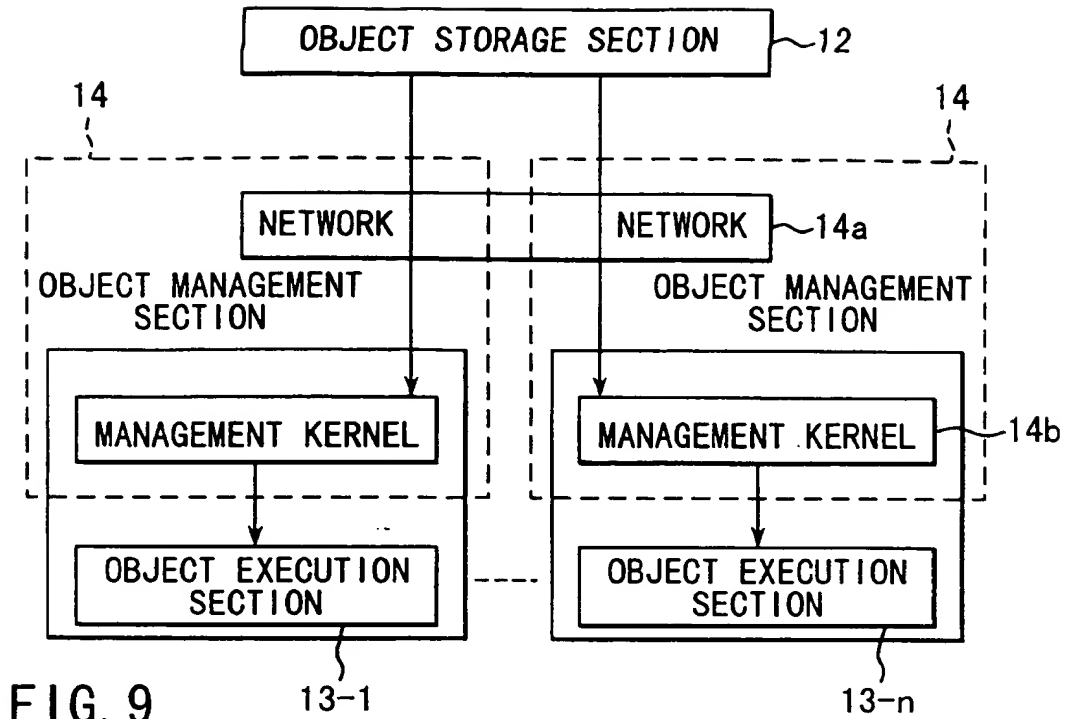 OBJECT STORAGE SECTION
12
14
14
NETWORK
NETWORK
14a
OBJECT MANAGEMENT
SECTION
OBJECT MANAGEMENT
SECTION
MANAGEMENT KERNEL
MANAGEMENT KERNEL
14b
OBJECT EXECUTION
SECTION
OBJECT EXECUTION
SECTION
13-1
13-n
FIG. 9